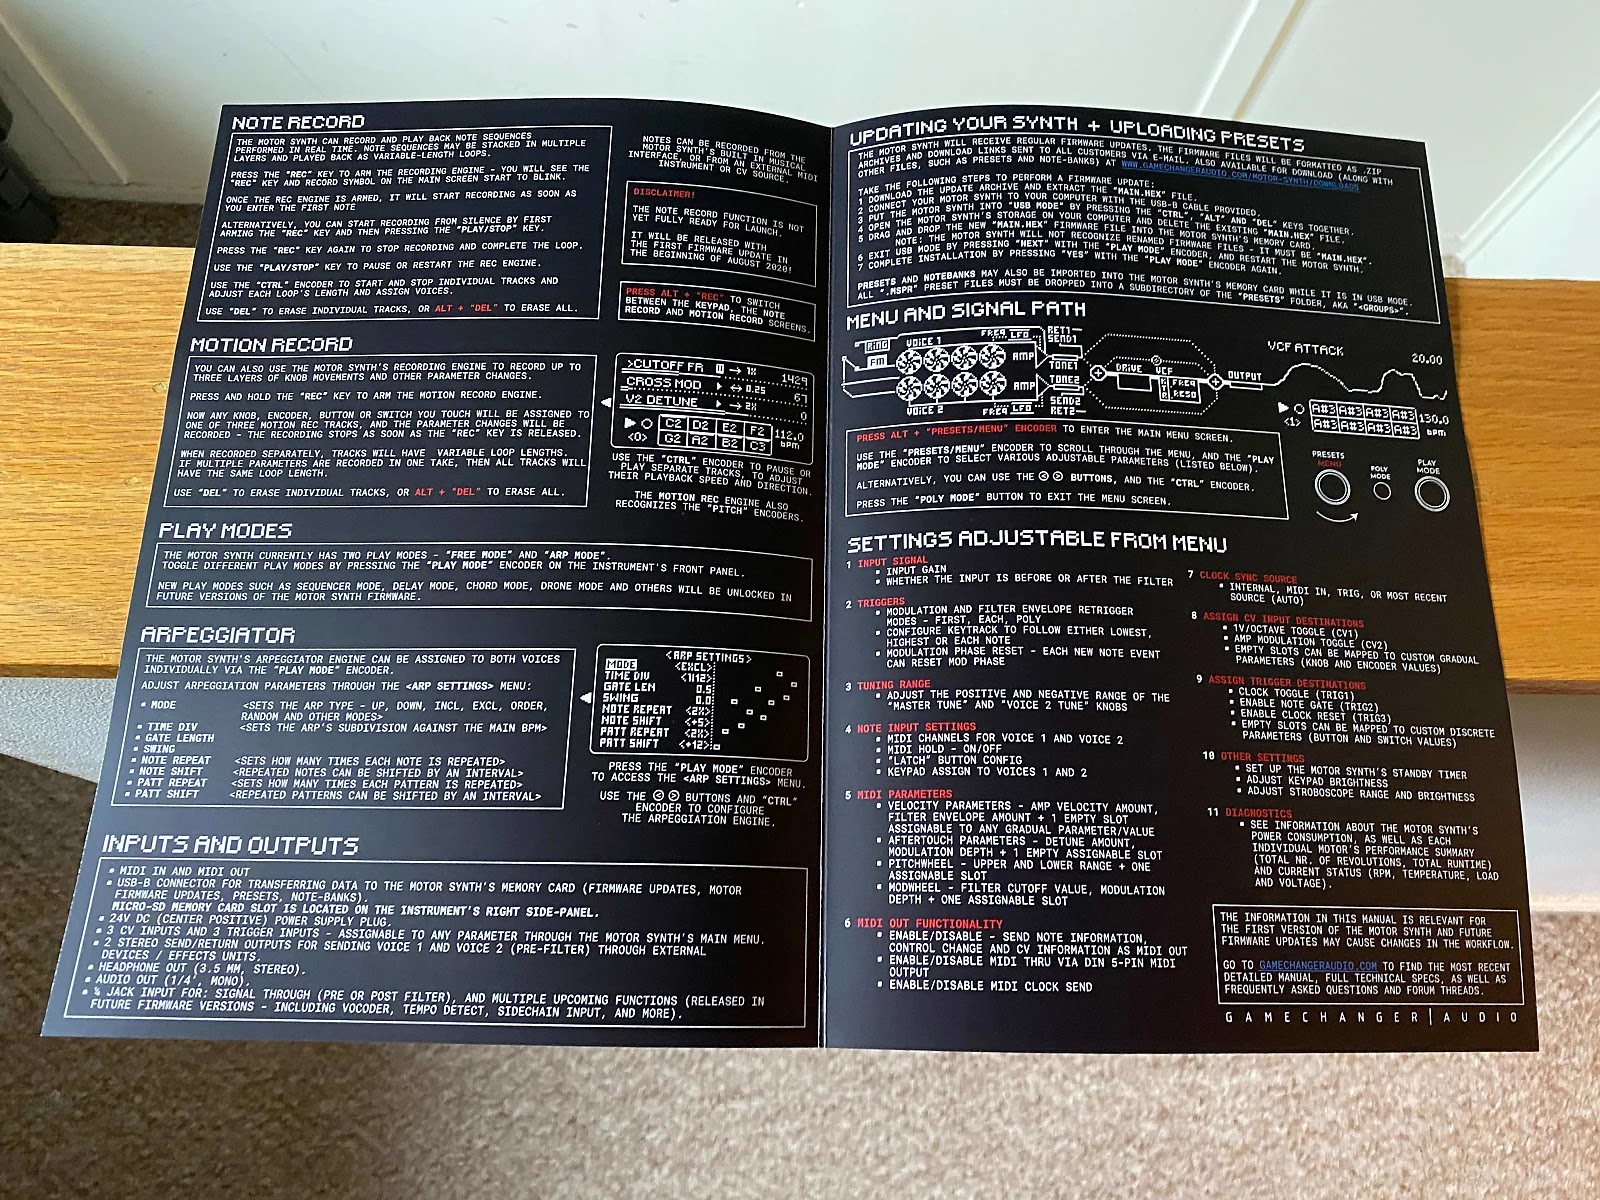 NOTE RECORD
THE MOTOR SYNTH CAN RECORD AND PLAY BACK NOTE SEQUENCES
PERFORMED IN REAL TIME. NOTE SEQUENCES MAY BE STACKED IN MULTIPLE
LAYERS AND PLAYED BACK AS VARIABLE-LENGTH LOOPS.
PRESS THE "REC" KEY TO ARM THE RECORDING ENGINE - YOU WILL SEE THE
"REC" KEY AND RECORD SYMBOL ON THE MAIN SCREEN START TO BLINK.
ONCE THE REC ENGINE IS ARMED, IT WILL START RECORDING AS SOON AS
YOU ENTER THE FIRST NOTE
ALTERNATIVELY, YOU CAN START RECORDING FROM SILENCE BY FIRST
ARMING THE "REC" KEY AND THEN PRESSING THE "PLAY/STOP" KEY.
PRESS THE "REC" KEY AGAIN TO STOP RECORDING AND COMPLETE THE LOOP.
USE THE "PLAY/STOP" KEY TO PAUSE OR RESTART THE REC ENGINE.
USE THE "CTRL" ENCODER TO START AND STOP INDIVIDUAL TRACKS AND
ADJUST EACH LOOP'S LENGTH AND ASSIGN VOICES.
USE "DEL" TO ERASE INDIVIDUAL TRACKS, OR ALT + "DEL" TO ERASE ALL.
NOTES CAN BE RECORDED FROM THE
MOTOR SYNTH'S BUILT IN MUSICAL
INTERFACE, OR FROM AN EXTERNAL MIDI
INSTRUMENT OR CV SOURCE.
DISCLAIMER!
THE NOTE RECORD FUNCTION IS NOT
YET FULLY READY FOR LAUNCH.
IT WILL BE RELEASED WITH
THE FIRST FIRMWARE UPDATE IN
THE BEGINNING OF AUGUST 2020!
PRESS ALT + "REC" TO SWITCH
BETWEEN THE KEYPAD, THE NOTE
RECORD AND MOTION RECORD SCREENS.
MOTION RECORD
YOU CAN ALSO USE THE MOTOR SYNTH'S RECORDING ENGINE TO RECORD UP TO
THREE LAYERS OF KNOB MOVEMENTS AND OTHER PARAMETER CHANGES.
PRESS AND HOLD THE "REC" KEY TO ARM THE MOTION RECORD ENGINE.
NOW ANY KNOB, ENCODER, BUTTON OR SWITCH YOU TOUCH WILL BE ASSIGNED TO
ONE OF THREE MOTION REC TRACKS, AND THE PARAMETER CHANGES WILL BE
RECORDED - THE RECORDING STOPS AS SOON AS THE "REC" KEY IS RELEASED.
WHEN RECORDED SEPARATELY, TRACKS WILL HAVE VARIABLE LOOP LENGTHS.
IF MULTIPLE PARAMETERS ARE RECORDED IN ONE TAKE, THEN ALL TRACKS WILL
HAVE THE SAME LOOP LENGTH.
USE "DEL" TO ERASE INDIVIDUAL TRACKS, OR ALT + "DEL" TO ERASE ALL.
>CUTOFF FR → 1% 1429
CROSS MOD ↔ 0.25 67
V2 DETUNE → 2% 0
C2 D2 E2 F2 112.0
<0> G2 A2 B2 C3 bpm
USE THE "CTRL" ENCODER TO PAUSE OR
PLAY SEPARATE TRACKS, TO ADJUST
THEIR PLAYBACK SPEED AND DIRECTION.
THE MOTION REC ENGINE ALSO
RECOGNIZES THE "PITCH" ENCODERS.
PLAY MODES
THE MOTOR SYNTH CURRENTLY HAS TWO PLAY MODES - "FREE MODE" AND "ARP MODE".
TOGGLE DIFFERENT PLAY MODES BY PRESSING THE "PLAY MODE" ENCODER ON THE INSTRUMENT'S FRONT PANEL.
NEW PLAY MODES SUCH AS SEQUENCER MODE, DELAY MODE, CHORD MODE, DRONE MODE AND OTHERS WILL BE UNLOCKED IN
FUTURE VERSIONS OF THE MOTOR SYNTH FIRMWARE.
ARPEGGIATOR
THE MOTOR SYNTH'S ARPEGGIATOR ENGINE CAN BE ASSIGNED TO BOTH VOICES
INDIVIDUALLY VIA THE "PLAY MODE" ENCODER.
ADJUST ARPEGGIATION PARAMETERS THROUGH THE <ARP SETTINGS> MENU:
▪ MODE <SETS THE ARP TYPE - UP, DOWN, INCL, EXCL, ORDER,
RANDOM AND OTHER MODES>
▪ TIME DIV <SETS THE ARP'S SUBDIVISION AGAINST THE MAIN BPM>
▪ GATE LENGTH
▪ SWING
▪ NOTE REPEAT <SETS HOW MANY TIMES EACH NOTE IS REPEATED>
▪ NOTE SHIFT <REPEATED NOTES CAN BE SHIFTED BY AN INTERVAL>
▪ PATT REPEAT <SETS HOW MANY TIMES EACH PATTERN IS REPEATED>
▪ PATT SHIFT <REPEATED PATTERNS CAN BE SHIFTED BY AN INTERVAL>
<ARP SETTINGS>
MODE <EXCL>
TIME DIV <1/12>
GATE LEN 0.5
SWING 0.0
NOTE REPEAT <2X>
NOTE SHIFT <+5>
PATT REPEAT <2X>
PATT SHIFT <+12>
PRESS THE "PLAY MODE" ENCODER
TO ACCESS THE <ARP SETTINGS> MENU.
USE THE < > BUTTONS AND "CTRL"
ENCODER TO CONFIGURE
THE ARPEGGIATION ENGINE.
INPUTS AND OUTPUTS
▪ MIDI IN AND MIDI OUT
▪ USB-B CONNECTOR FOR TRANSFERRING DATA TO THE MOTOR SYNTH'S MEMORY CARD (FIRMWARE UPDATES, MOTOR
FIRMWARE UPDATES, PRESETS, NOTE-BANKS).
MICRO-SD MEMORY CARD SLOT IS LOCATED ON THE INSTRUMENT'S RIGHT SIDE-PANEL.
▪ 24V DC (CENTER POSITIVE) POWER SUPPLY PLUG.
▪ 3 CV INPUTS AND 3 TRIGGER INPUTS - ASSIGNABLE TO ANY PARAMETER THROUGH THE MOTOR SYNTH'S MAIN MENU.
▪ 2 STEREO SEND/RETURN OUTPUTS FOR SENDING VOICE 1 AND VOICE 2 (PRE-FILTER) THROUGH EXTERNAL
DEVICES / EFFECTS UNITS.
▪ HEADPHONE OUT (3.5 MM, STEREO).
▪ AUDIO OUT (1/4', MONO).
▪ ¼ JACK INPUT FOR: SIGNAL THROUGH (PRE OR POST FILTER), AND MULTIPLE UPCOMING FUNCTIONS (RELEASED IN
FUTURE FIRMWARE VERSIONS - INCLUDING VOCODER, TEMPO DETECT, SIDECHAIN INPUT, AND MORE).
UPDATING YOUR SYNTH + UPLOADING PRESETS
THE MOTOR SYNTH WILL RECEIVE REGULAR FIRMWARE UPDATES. THE FIRMWARE FILES WILL BE FORMATTED AS .ZIP
ARCHIVES AND DOWNLOAD LINKS SENT TO ALL CUSTOMERS VIA E-MAIL. ALSO AVAILABLE FOR DOWNLOAD (ALONG WITH
OTHER FILES, SUCH AS PRESETS AND NOTE-BANKS) AT WWW.GAMECHANGERAUDIO.COM/MOTOR-SYNTH/DOWNLOADS
TAKE THE FOLLOWING STEPS TO PERFORM A FIRMWARE UPDATE:
1 DOWNLOAD THE UPDATE ARCHIVE AND EXTRACT THE "MAIN.HEX" FILE.
2 CONNECT YOUR MOTOR SYNTH TO YOUR COMPUTER WITH THE USB-B CABLE PROVIDED.
3 PUT THE MOTOR SYNTH INTO "USB MODE" BY PRESSING THE "CTRL", "ALT" AND "DEL" KEYS TOGETHER.
4 OPEN THE MOTOR SYNTH'S STORAGE ON YOUR COMPUTER AND DELETE THE EXISTING "MAIN.HEX" FILE.
5 DRAG AND DROP THE NEW "MAIN.HEX" FIRMWARE FILE INTO THE MOTOR SYNTH'S MEMORY CARD.
NOTE: THE MOTOR SYNTH WILL NOT RECOGNIZE RENAMED FIRMWARE FILES - IT MUST BE "MAIN.HEX".
6 EXIT USB MODE BY PRESSING "NEXT" WITH THE "PLAY MODE" ENCODER, AND RESTART THE MOTOR SYNTH.
7 COMPLETE INSTALLATION BY PRESSING "YES" WITH THE "PLAY MODE" ENCODER AGAIN.
PRESETS AND NOTEBANKS MAY ALSO BE IMPORTED INTO THE MOTOR SYNTH'S MEMORY CARD WHILE IT IS IN USB MODE.
ALL ".MSPR" PRESET FILES MUST BE DROPPED INTO A SUBDIRECTORY OF THE "PRESETS" FOLDER, AKA "<GROUPS>".
MENU AND SIGNAL PATH
RING
FM
VOICE 1
FREQ LFO
AMP
RET1
SEND1
TONE1
VOICE 2
FREQ LFO
AMP
TONE2
SEND2
RET2
DRIVE VCF
FREQ
RESO
OUTPUT
VCF ATTACK 20.00
A#3 A#3 A#3 A#3 130.0
<1> A#3 A#3 A#3 A#3 bpm
PRESS ALT + "PRESETS/MENU" ENCODER TO ENTER THE MAIN MENU SCREEN.
USE THE "PRESETS/MENU" ENCODER TO SCROLL THROUGH THE MENU, AND THE "PLAY
MODE" ENCODER TO SELECT VARIOUS ADJUSTABLE PARAMETERS (LISTED BELOW).
ALTERNATIVELY, YOU CAN USE THE < > BUTTONS, AND THE "CTRL" ENCODER.
PRESS THE "POLY MODE" BUTTON TO EXIT THE MENU SCREEN.
PRESETS
MENU
POLY
MODE
PLAY
MODE
SETTINGS ADJUSTABLE FROM MENU
1 INPUT SIGNAL
▪ INPUT GAIN
▪ WHETHER THE INPUT IS BEFORE OR AFTER THE FILTER
2 TRIGGERS
▪ MODULATION AND FILTER ENVELOPE RETRIGGER
MODES - FIRST, EACH, POLY
▪ CONFIGURE KEYTRACK TO FOLLOW EITHER LOWEST,
HIGHEST OR EACH NOTE
▪ MODULATION PHASE RESET - EACH NEW NOTE EVENT
CAN RESET MOD PHASE
3 TUNING RANGE
▪ ADJUST THE POSITIVE AND NEGATIVE RANGE OF THE
"MASTER TUNE" AND "VOICE 2 TUNE" KNOBS
4 NOTE INPUT SETTINGS
▪ MIDI CHANNELS FOR VOICE 1 AND VOICE 2
▪ MIDI HOLD - ON/OFF
▪ "LATCH" BUTTON CONFIG
▪ KEYPAD ASSIGN TO VOICES 1 AND 2
5 MIDI PARAMETERS
▪ VELOCITY PARAMETERS - AMP VELOCITY AMOUNT,
FILTER ENVELOPE AMOUNT + 1 EMPTY SLOT
ASSIGNABLE TO ANY GRADUAL PARAMETER/VALUE
▪ AFTERTOUCH PARAMETERS - DETUNE AMOUNT,
MODULATION DEPTH + 1 EMPTY ASSIGNABLE SLOT
▪ PITCHWHEEL - UPPER AND LOWER RANGE + ONE
ASSIGNABLE SLOT
▪ MODWHEEL - FILTER CUTOFF VALUE, MODULATION
DEPTH + ONE ASSIGNABLE SLOT
6 MIDI OUT FUNCTIONALITY
▪ ENABLE/DISABLE - SEND NOTE INFORMATION,
CONTROL CHANGE AND CV INFORMATION AS MIDI OUT
▪ ENABLE/DISABLE MIDI THRU VIA DIN 5-PIN MIDI
OUTPUT
▪ ENABLE/DISABLE MIDI CLOCK SEND
7 CLOCK SYNC SOURCE
▪ INTERNAL, MIDI IN, TRIG, OR MOST RECENT
SOURCE (AUTO)
8 ASSIGN CV INPUT DESTINATIONS
▪ 1V/OCTAVE TOGGLE (CV1)
▪ AMP MODULATION TOGGLE (CV2)
▪ EMPTY SLOTS CAN BE MAPPED TO CUSTOM GRADUAL
PARAMETERS (KNOB AND ENCODER VALUES)
9 ASSIGN TRIGGER DESTINATIONS
▪ CLOCK TOGGLE (TRIG1)
▪ ENABLE NOTE GATE (TRIG2)
▪ ENABLE CLOCK RESET (TRIG3)
▪ EMPTY SLOTS CAN BE MAPPED TO CUSTOM DISCRETE
PARAMETERS (BUTTON AND SWITCH VALUES)
10 OTHER SETTINGS
▪ SET UP THE MOTOR SYNTH'S STANDBY TIMER
▪ ADJUST KEYPAD BRIGHTNESS
▪ ADJUST STROBOSCOPE RANGE AND BRIGHTNESS
11 DIAGNOSTICS
▪ SEE INFORMATION ABOUT THE MOTOR SYNTH'S
POWER CONSUMPTION, AS WELL AS EACH
INDIVIDUAL MOTOR'S PERFORMANCE SUMMARY
(TOTAL NR. OF REVOLUTIONS, TOTAL RUNTIME)
AND CURRENT STATUS (RPM, TEMPERATURE, LOAD
AND VOLTAGE).
THE INFORMATION IN THIS MANUAL IS RELEVANT FOR
THE FIRST VERSION OF THE MOTOR SYNTH AND FUTURE
FIRMWARE UPDATES MAY CAUSE CHANGES IN THE WORKFLOW.
GO TO GAMECHANGERAUDIO.COM TO FIND THE MOST RECENT
DETAILED MANUAL, FULL TECHNICAL SPECS, AS WELL AS
FREQUENTLY ASKED QUESTIONS AND FORUM THREADS.
GAMECHANGER|AUDIO